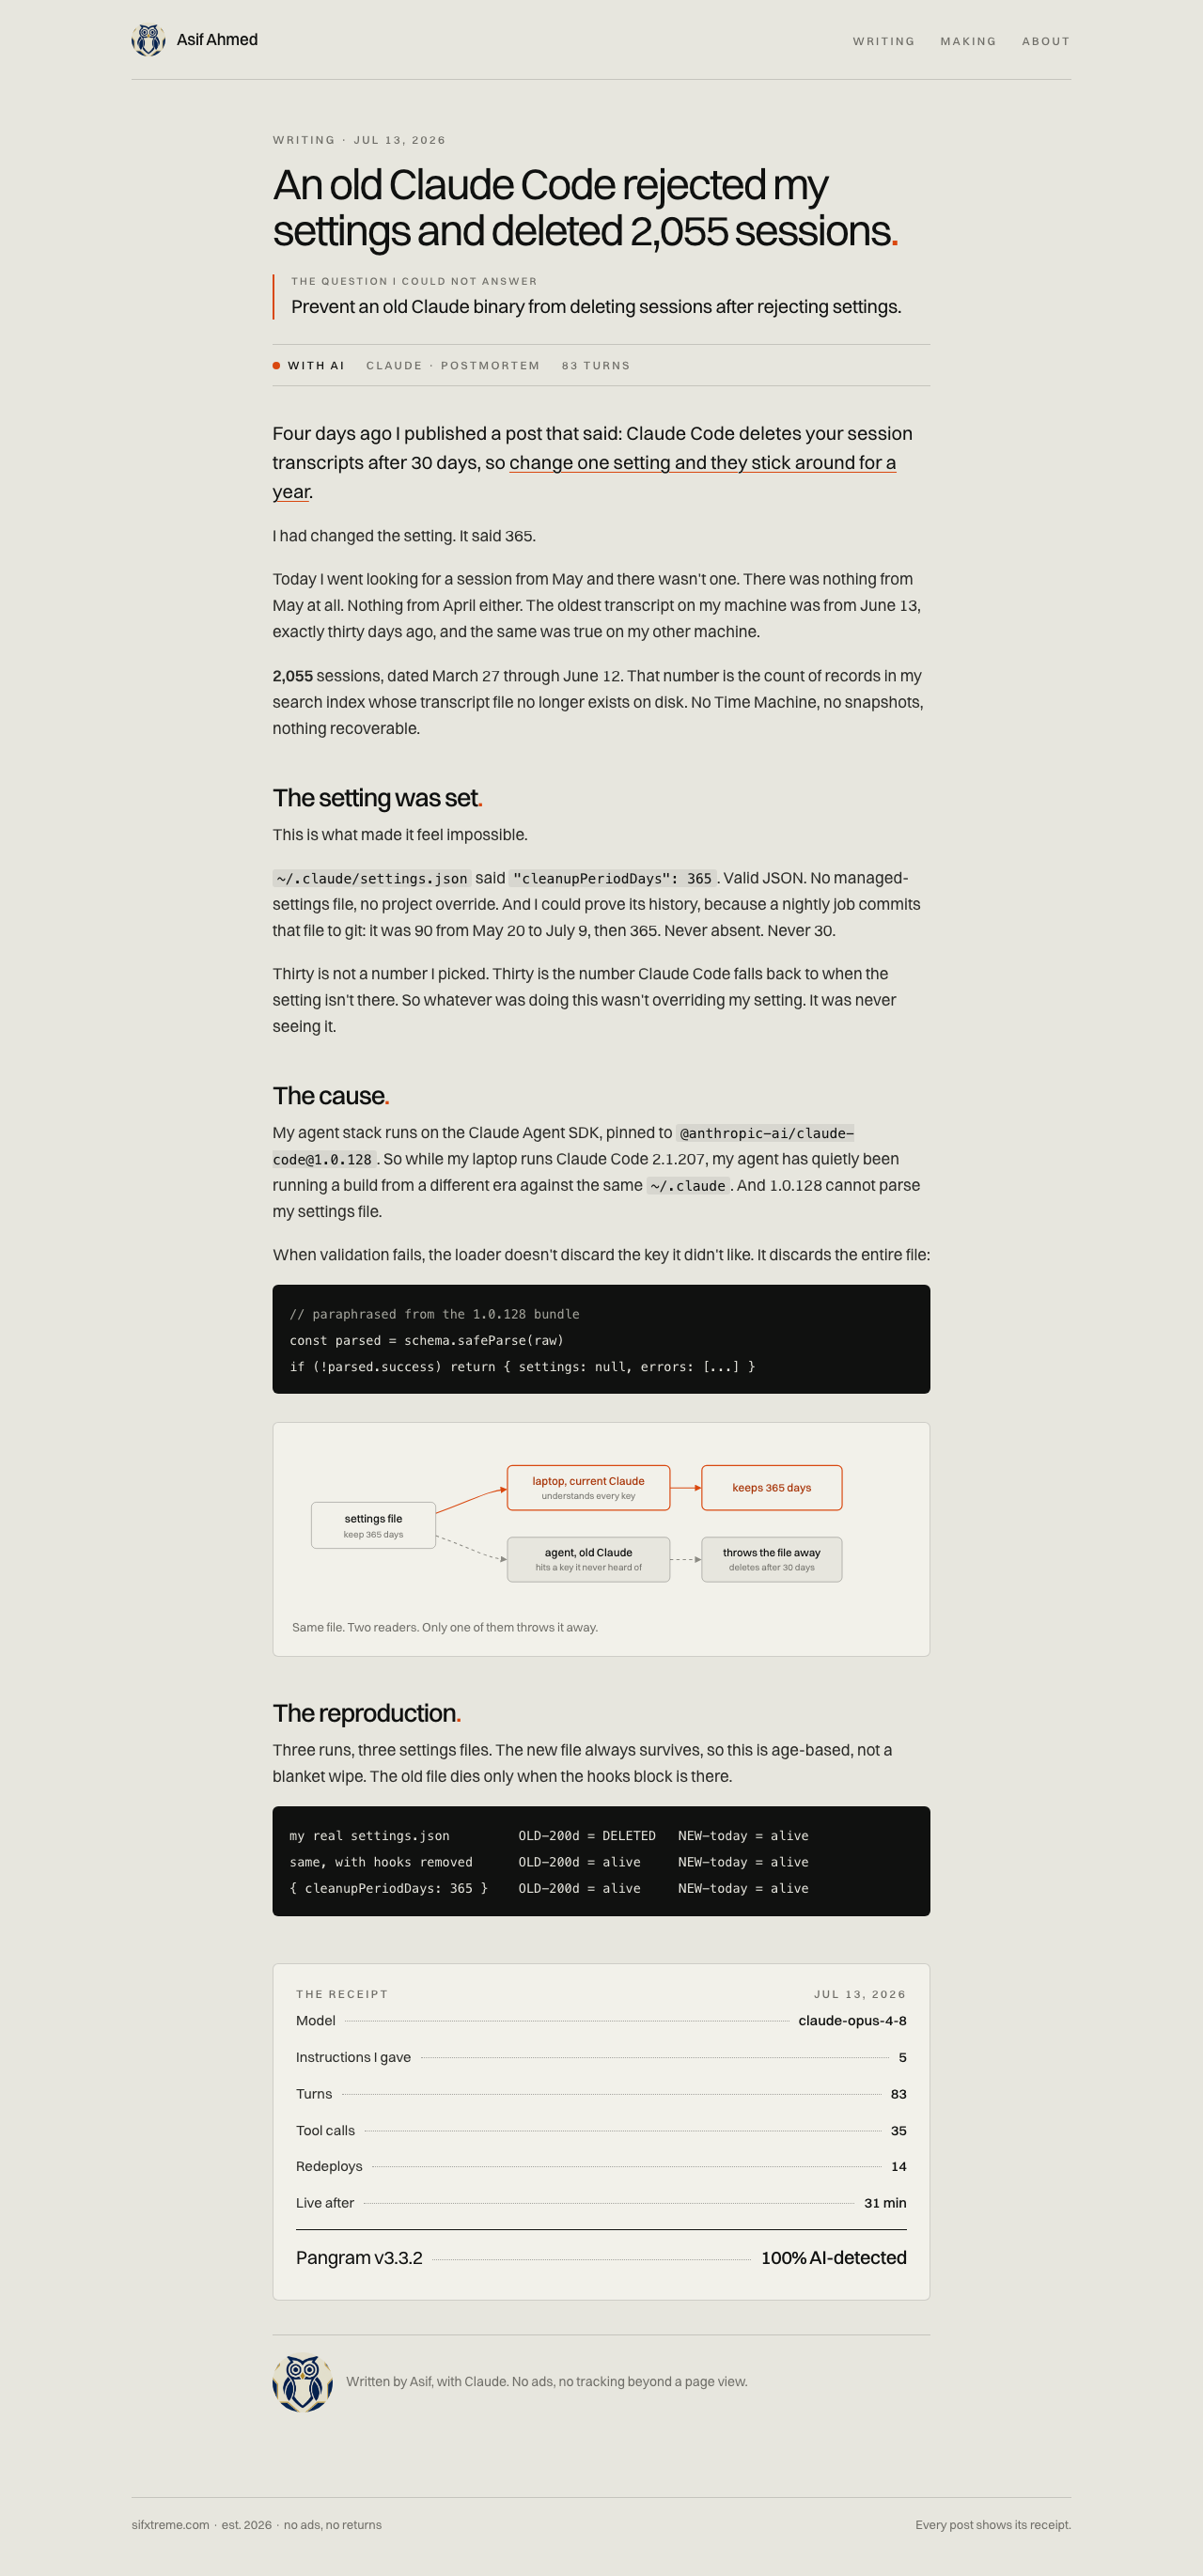 Asif Ahmed
WRITING MAKING ABOUT
WRITING · JUL 13, 2026
An old Claude Code rejected my
settings and deleted 2,055 sessions.
THE QUESTION I COULD NOT ANSWER
Prevent an old Claude binary from deleting sessions after rejecting settings.
WITH AI CLAUDE · POSTMORTEM 83 TURNS
Four days ago I published a post that said: Claude Code deletes your session
transcripts after 30 days, so change one setting and they stick around for a
year.
I had changed the setting. It said 365.
Today I went looking for a session from May and there wasn't one. There was nothing from
May at all. Nothing from April either. The oldest transcript on my machine was from June 13,
exactly thirty days ago, and the same was true on my other machine.
2,055 sessions, dated March 27 through June 12. That number is the count of records in my
search index whose transcript file no longer exists on disk. No Time Machine, no snapshots,
nothing recoverable.
The setting was set.
This is what made it feel impossible.
~/.claude/settings.json said "cleanupPeriodDays": 365. Valid JSON. No managed-
settings file, no project override. And I could prove its history, because a nightly job commits
that file to git: it was 90 from May 20 to July 9, then 365. Never absent. Never 30.
Thirty is not a number I picked. Thirty is the number Claude Code falls back to when the
setting isn't there. So whatever was doing this wasn't overriding my setting. It was never
seeing it.
The cause.
My agent stack runs on the Claude Agent SDK, pinned to @anthropic-ai/claude-
code@1.0.128. So while my laptop runs Claude Code 2.1.207, my agent has quietly been
running a build from a different era against the same ~/.claude. And 1.0.128 cannot parse
my settings file.
When validation fails, the loader doesn't discard the key it didn't like. It discards the entire file:
// paraphrased from the 1.0.128 bundle
const parsed = schema.safeParse(raw)
if (!parsed.success) return { settings: null, errors: [...] }
settings file
keep 365 days
laptop, current Claude
understands every key
keeps 365 days
agent, old Claude
hits a key it never heard of
throws the file away
deletes after 30 days
Same file. Two readers. Only one of them throws it away.
The reproduction.
Three runs, three settings files. The new file always survives, so this is age-based, not a
blanket wipe. The old file dies only when the hooks block is there.
my real settings.json OLD-200d = DELETED NEW-today = alive
same, with hooks removed OLD-200d = alive NEW-today = alive
{ cleanupPeriodDays: 365 } OLD-200d = alive NEW-today = alive
THE RECEIPT JUL 13, 2026
Model claude-opus-4-8
Instructions I gave 5
Turns 83
Tool calls 35
Redeploys 14
Live after 31 min
Pangram v3.3.2 100% AI-detected
Written by Asif, with Claude. No ads, no tracking beyond a page view.
sifxtreme.com · est. 2026 · no ads, no returns
Every post shows its receipt.